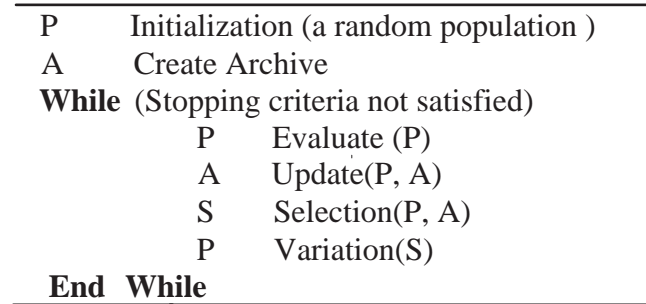 P Initialization (a random population )
A Create Archive
While (Stopping criteria not satisfied)
P Evaluate (P)
A Update(P, A)
S Selection(P, A)
P Variation(S)
End While